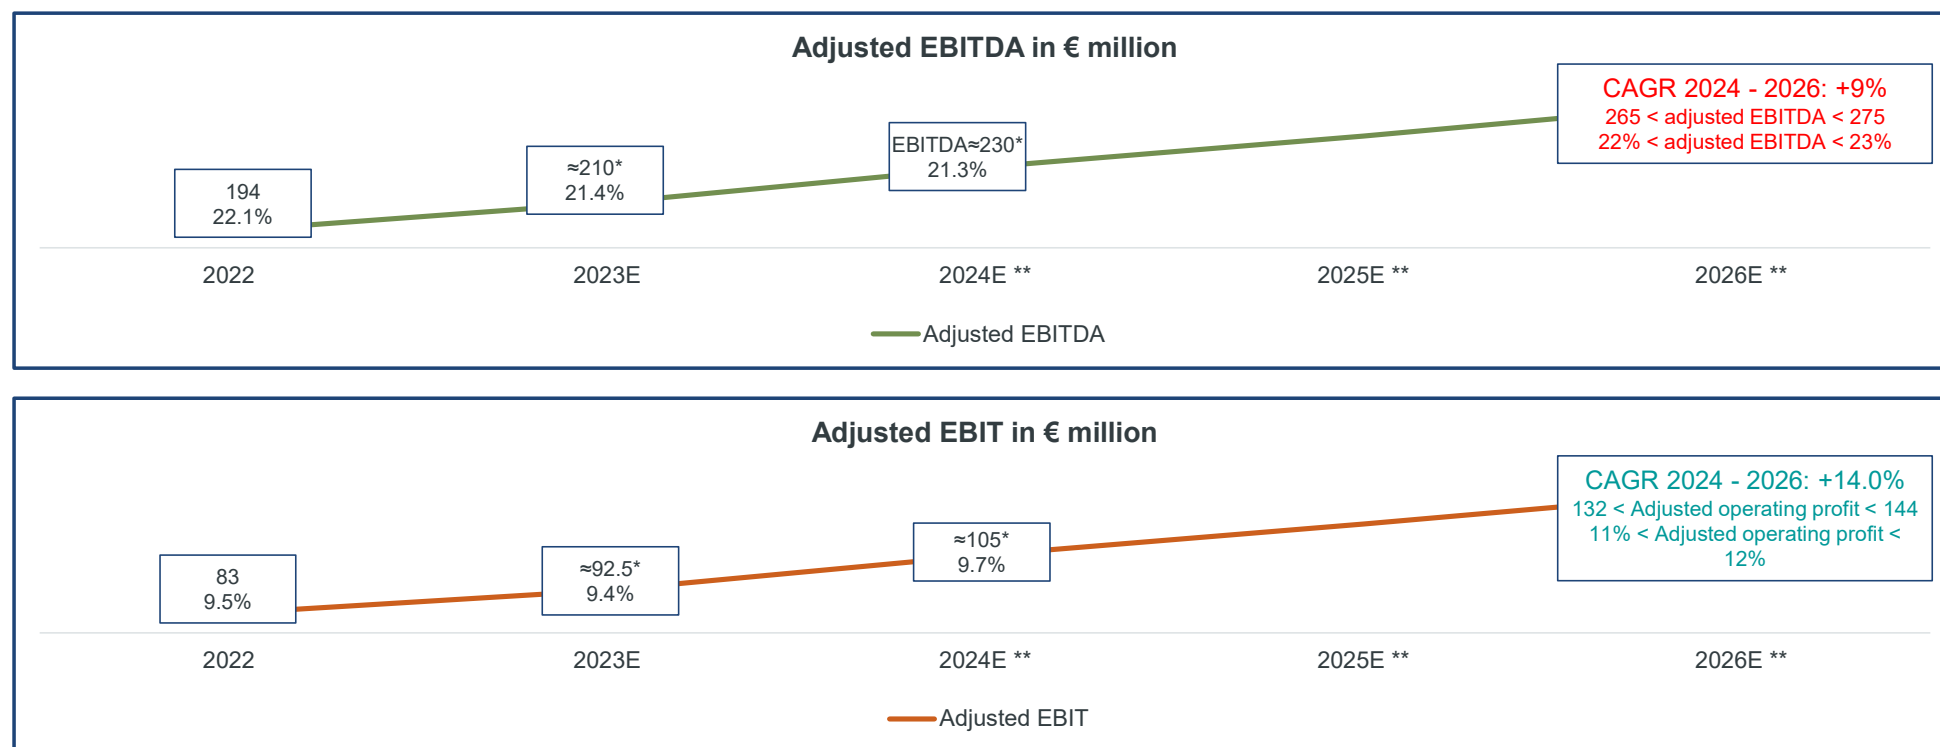 Adjusted EBITDA in € million
CAGR 2024 - 2026: +9%
265 < adjusted EBITDA < 275
22% < adjusted EBITDA < 23%
EBITDA≈230*
21.3%
≈210*
21.4%
194
22.1%
2022
2023E
2024E **
2025E **
2026E **
Adjusted EBITDA
Adjusted EBIT in € million
CAGR 2024 - 2026: +14.0%
132 < Adjusted operating profit < 144
11% < Adjusted operating profit <
12%
≈105*
9.7%
≈92.5*
9.4%
83
9.5%
2022
2023E
2024E **
2025E **
2026E **
Adjusted EBIT